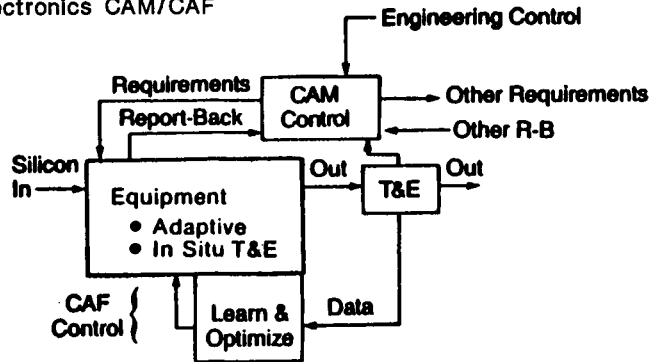 ectronics CAM/CAF
Engineering Control
Requirements
CAM
Control
Other Requirements
Report-Back
Other R-B
Silicon
In
Out
Out
T&E
Equipment
● Adaptive
● In Situ T&E
CAF
Control
Learn &
Optimize
Data